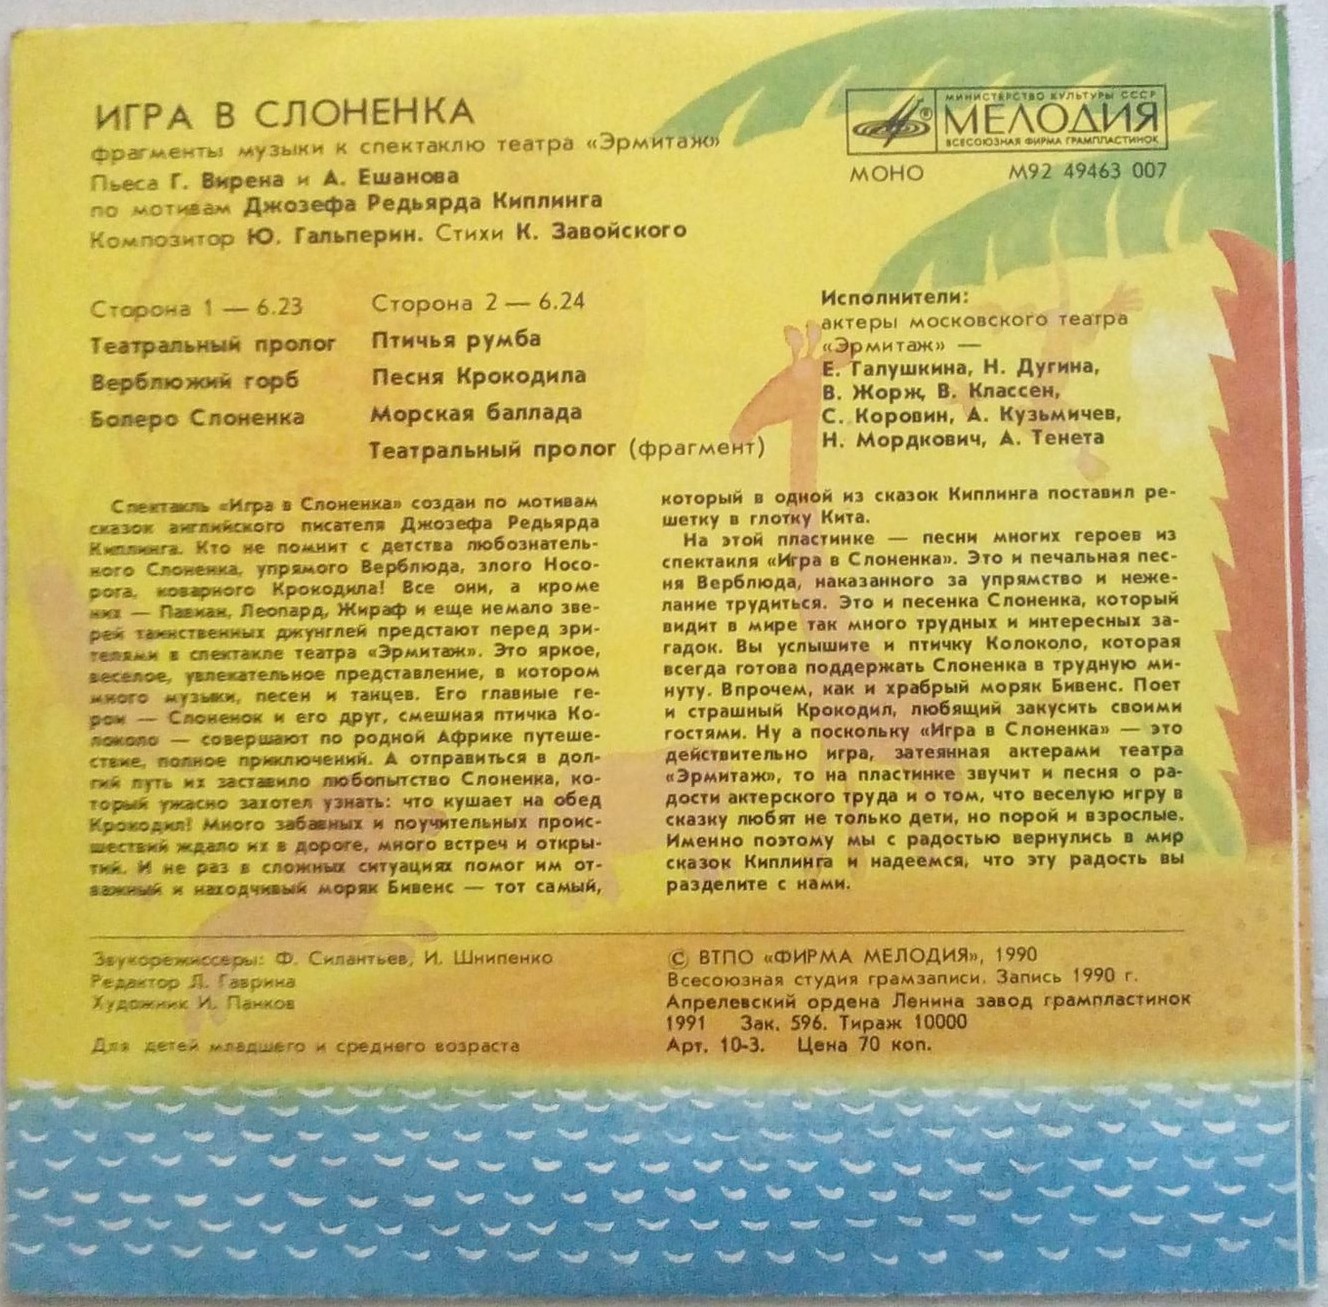 ИГРА В СЛОНЕНКА
фрагменты музыки к спектаклю театра «Эрмитаж»
Пьеса Г. Вирена и А. Ешанова
по мотивам Джозефа Редьярда Киплинга
Композитор Ю. Гальперин. Стихи К. Завойского
МИНИСТЕРСТВО КУЛЬТУРЫ СССР
МЕЛОДИЯ
ВСЕСОЮЗНАЯ ФИРМА ГРАМПЛАСТИНОК
МОНО М92 49463 007
Сторона 1 — 6.23
Театральный пролог
Верблюжий горб
Болеро Слоненка
Сторона 2 — 6.24
Птичья румба
Песня Крокодила
Морская баллада
Театральный пролог (фрагмент)
Исполнители:
актеры московского театра
«Эрмитаж» —
Е. Галушкина, Н. Дугина,
В. Жорж, В. Классен,
С. Коровин, А. Кузьмичев,
Н. Мордкович, А. Тенета
Спектакль «Игра в Слоненка» создан по мотивам
сказок английского писателя Джозефа Редьярда
Киплинга. Кто не помнит с детства любознатель-
ного Слоненка, упрямого Верблюда, злого Носо-
рога, коварного Крокодила! Все они, а кроме
них — Павиан, Леопард, Жираф и еще немало зве-
рей таинственных джунглей предстают перед зри-
телями в спектакле театра «Эрмитаж». Это яркое,
веселое, увлекательное представление, в котором
много музыки, песен и танцев. Его главные ге-
рои — Слоненок и его друг, смешная птичка Ко-
локоло — совершают по родной Африке путеше-
ствие, полное приключений. А отправиться в дол-
гий путь их заставило любопытство Слоненка, ко-
торый ужасно захотел узнать: что кушает на обед
Крокодил! Много забавных и поучительных проис-
шествий ждало их в дороге, много встреч и откры-
тий. И не раз в сложных ситуациях помог им от-
важный и находчивый моряк Бивенс — тот самый,
который в одной из сказок Киплинга поставил ре-
шетку в глотку Кита.
На этой пластинке — песни многих героев из
спектакля «Игра в Слоненка». Это и печальная пес-
ня Верблюда, наказанного за упрямство и неже-
лание трудиться. Это и песенка Слоненка, который
видит в мире так много трудных и интересных за-
гадок. Вы услышите и птичку Колоколо, которая
всегда готова поддержать Слоненка в трудную ми-
нуту. Впрочем, как и храбрый моряк Бивенс. Поет
и страшный Крокодил, любящий закусить своими
гостями. Ну а поскольку «Игра в Слоненка» — это
действительно игра, затеянная актерами театра
«Эрмитаж», то на пластинке звучит и песня о ра-
дости актерского труда и о том, что веселую игру в
сказку любят не только дети, но порой и взрослые.
Именно поэтому мы с радостью вернулись в мир
сказок Киплинга и надеемся, что эту радость вы
разделите с нами.
Звукорежиссеры: Ф. Силантьев, И. Шнипенко
Редактор Л. Гаврина
Художник И. Панков
Для детей младшего и среднего возраста
© ВТПО «ФИРМА МЕЛОДИЯ», 1990
Всесоюзная студия грамзаписи. Запись 1990 г.
Апрелевский ордена Ленина завод грампластинок
1991 Зак. 596. Тираж 10000
Арт. 10-3. Цена 70 коп.